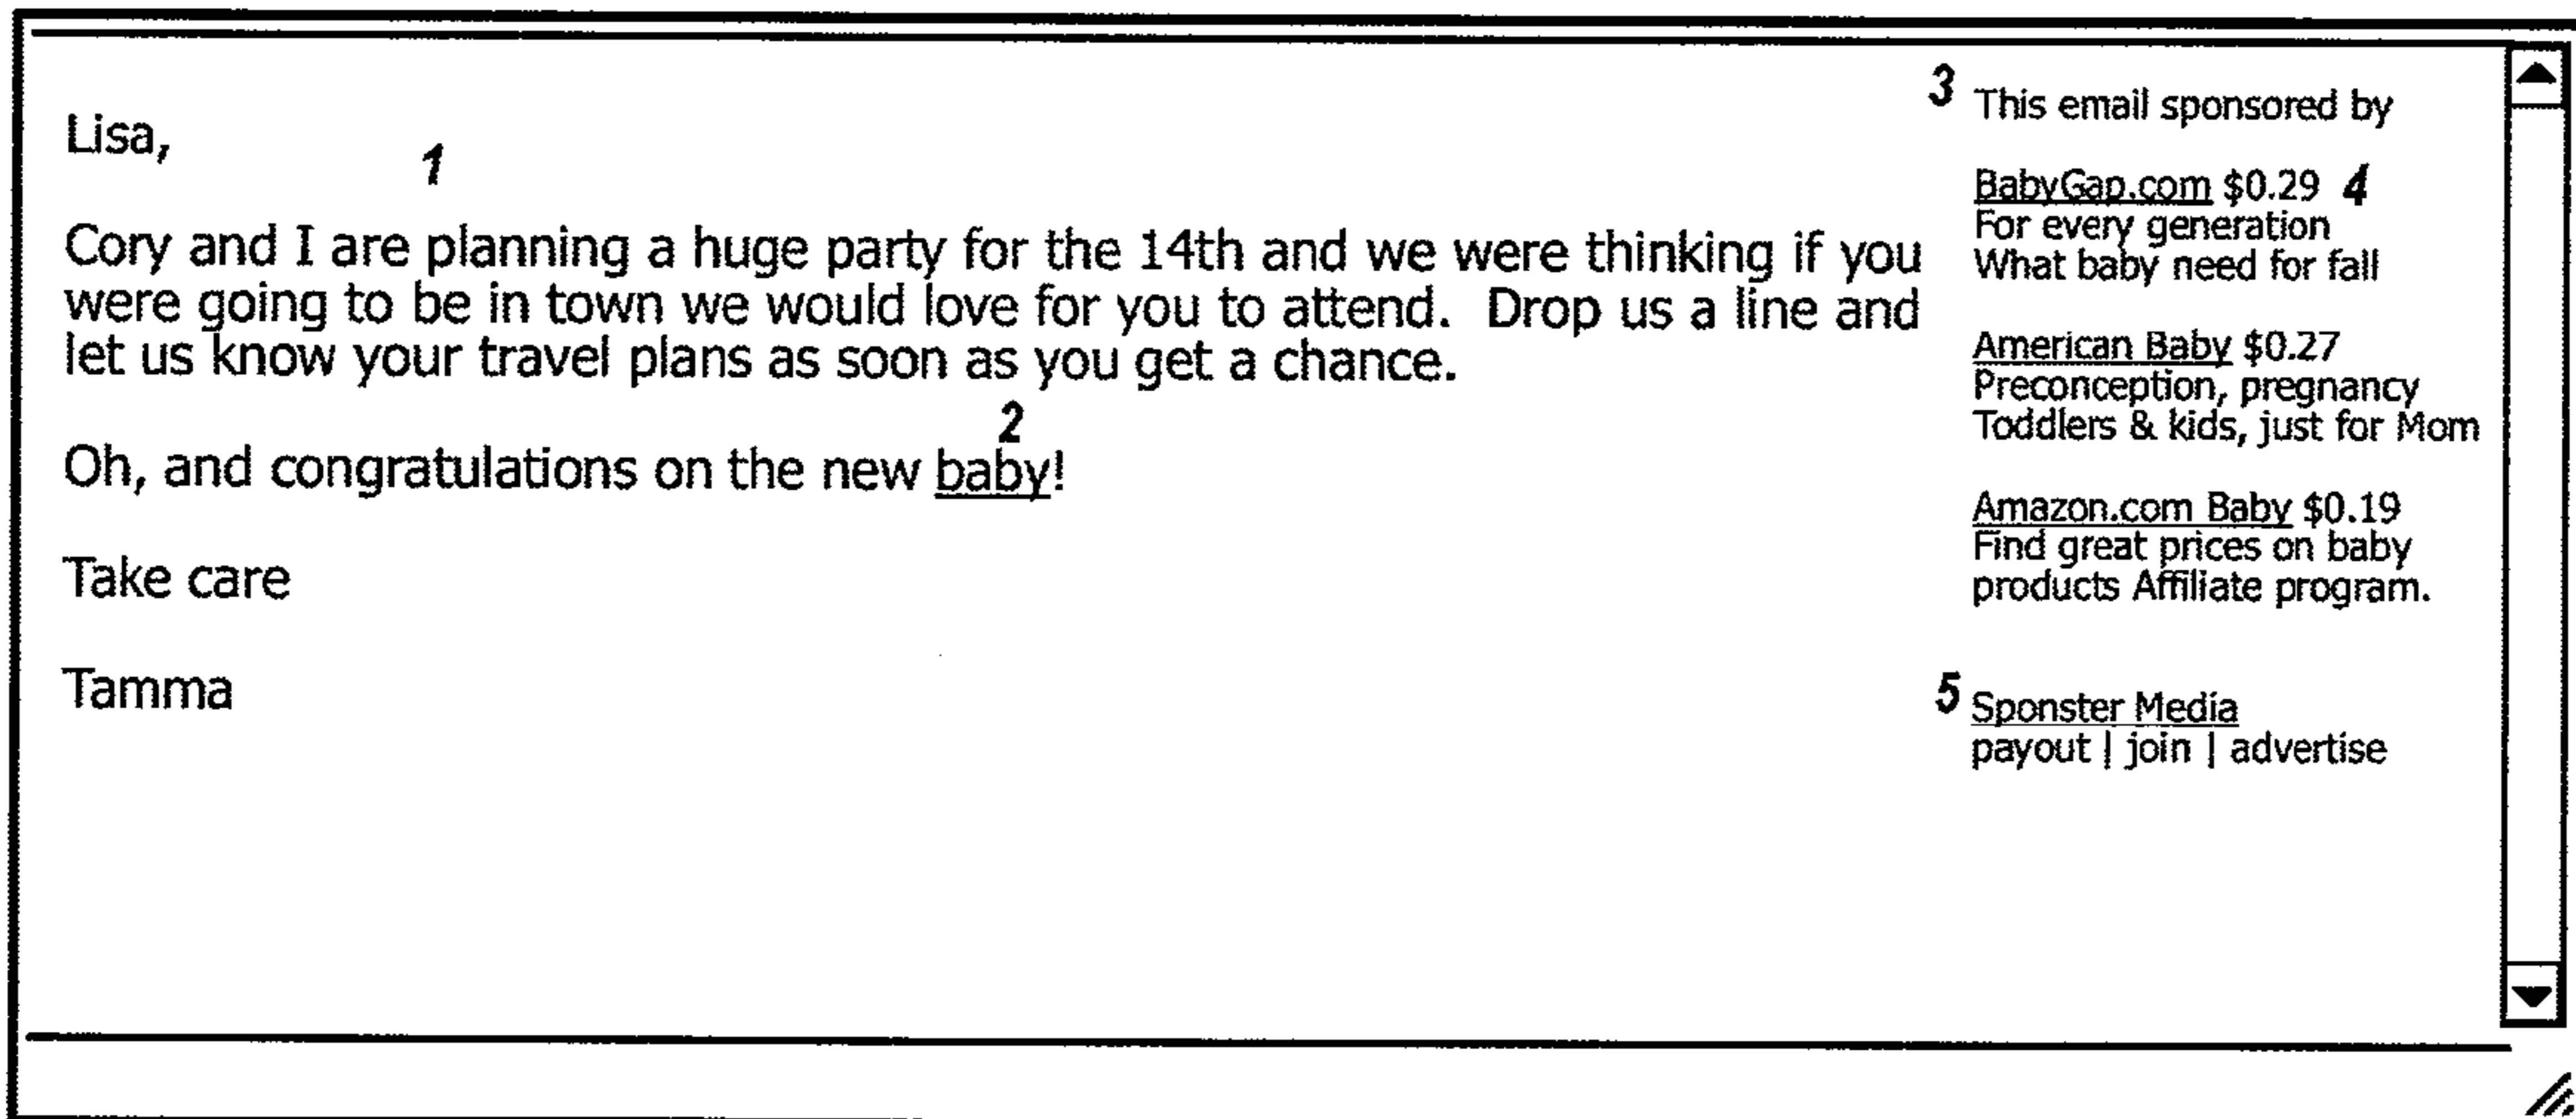 Lisa,
1
Cory and I are planning a huge party for the 14th and we were thinking if you
were going to be in town we would love for you to attend.  Drop us a line and
let us know your travel plans as soon as you get a chance.
2
Oh, and congratulations on the new baby!
Take care
Tamma
3 This email sponsored by
BabyGap.com $0.29 4
For every generation
What baby need for fall
American Baby $0.27
Preconception, pregnancy
Toddlers & kids, just for Mom
Amazon.com Baby $0.19
Find great prices on baby
products Affiliate program.
5 Sponster Media
payout | join | advertise